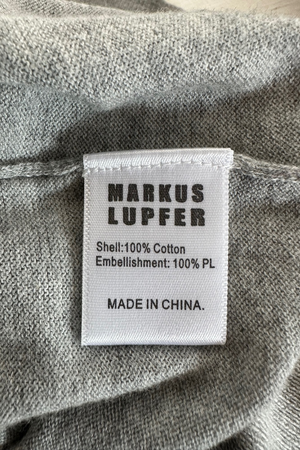 MARKUS
LUPFER
Shell:100% Cotton
Embellishment: 100% PL
MADE IN CHINA.